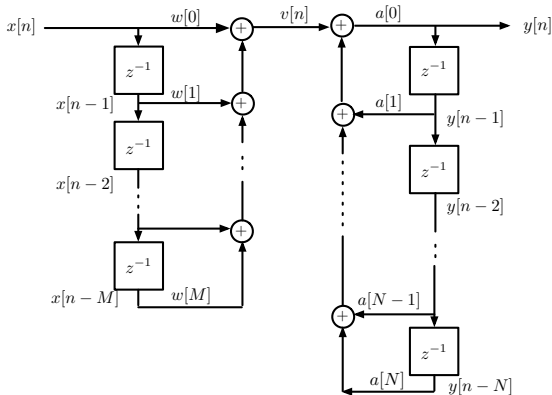 x[n] w[0] v[n] a[0] y[n]
+ +
z⁻¹ z⁻¹
x[n − 1] w[1] + + a[1] y[n − 1]
z⁻¹ z⁻¹
x[n − 2] y[n − 2]
+
z⁻¹
x[n − M] w[M] a[N − 1]
+
z⁻¹
a[N] y[n − N]